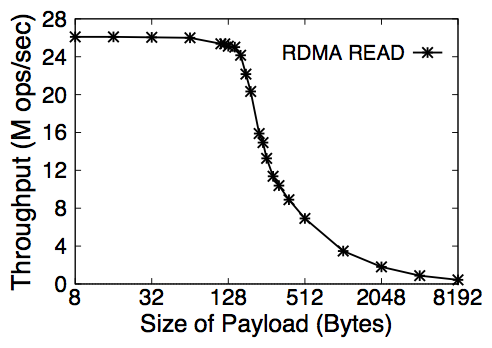 28
24
20
16
12
8
4
0
Throughput (M ops/sec)
RDMA READ
8 32 128 512 2048 8192
Size of Payload (Bytes)